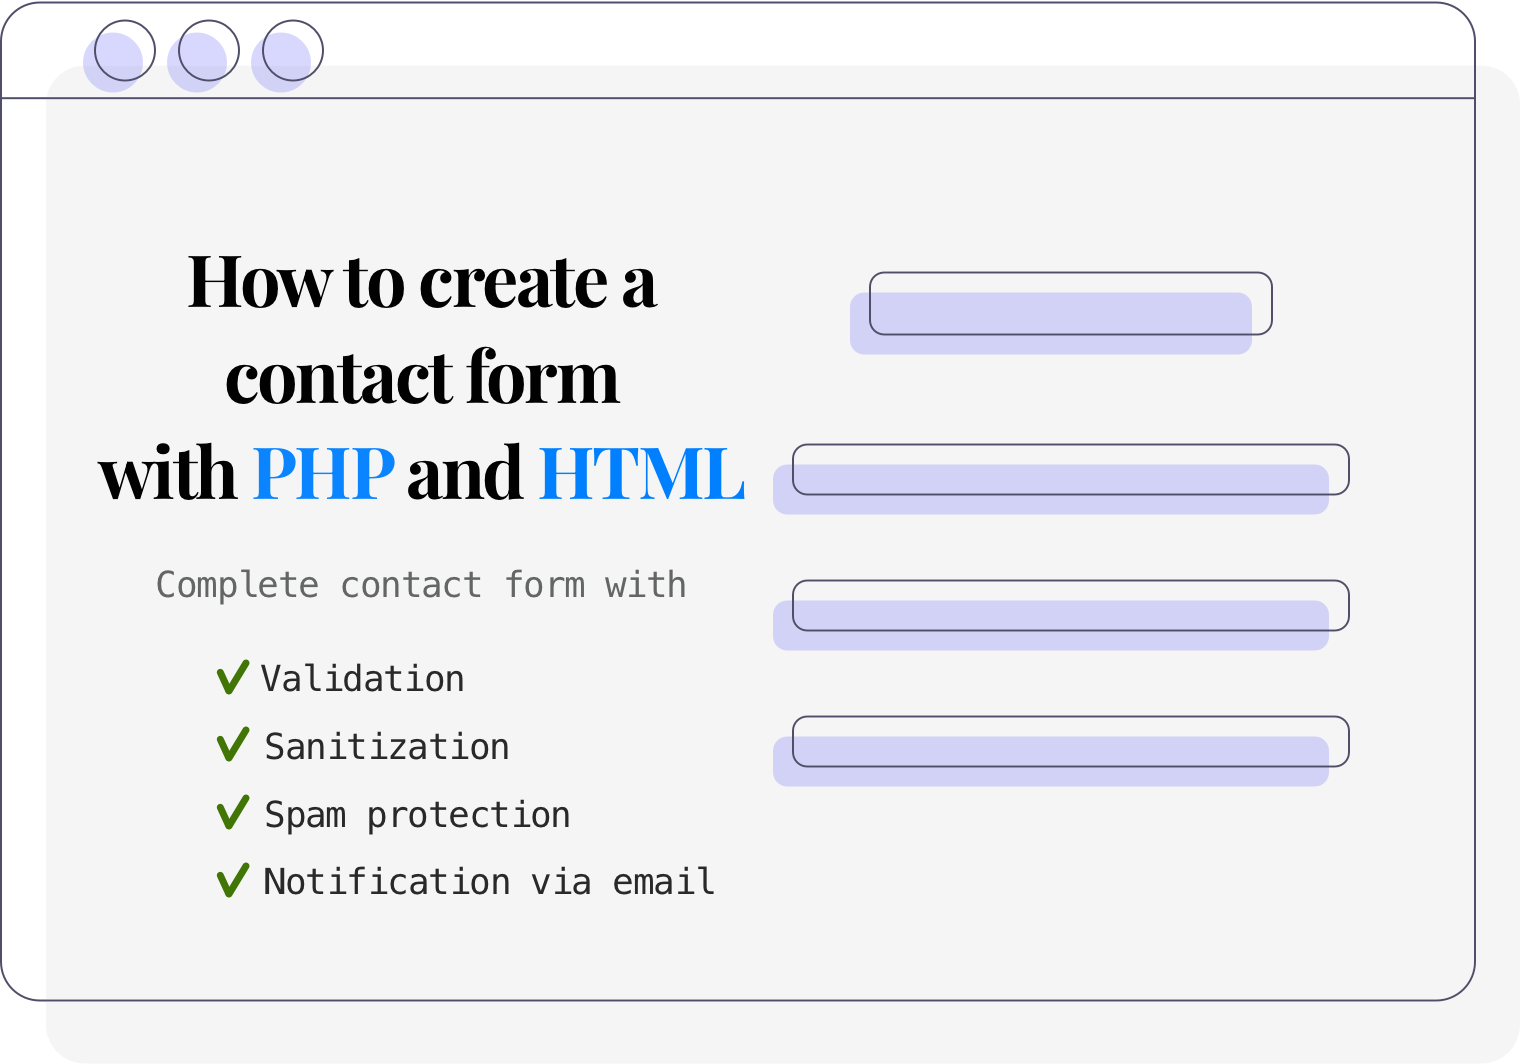 How to create a
contact form
with PHP and HTML
Complete contact form with
✔ Validation
✔ Sanitization
✔ Spam protection
✔ Notification via email